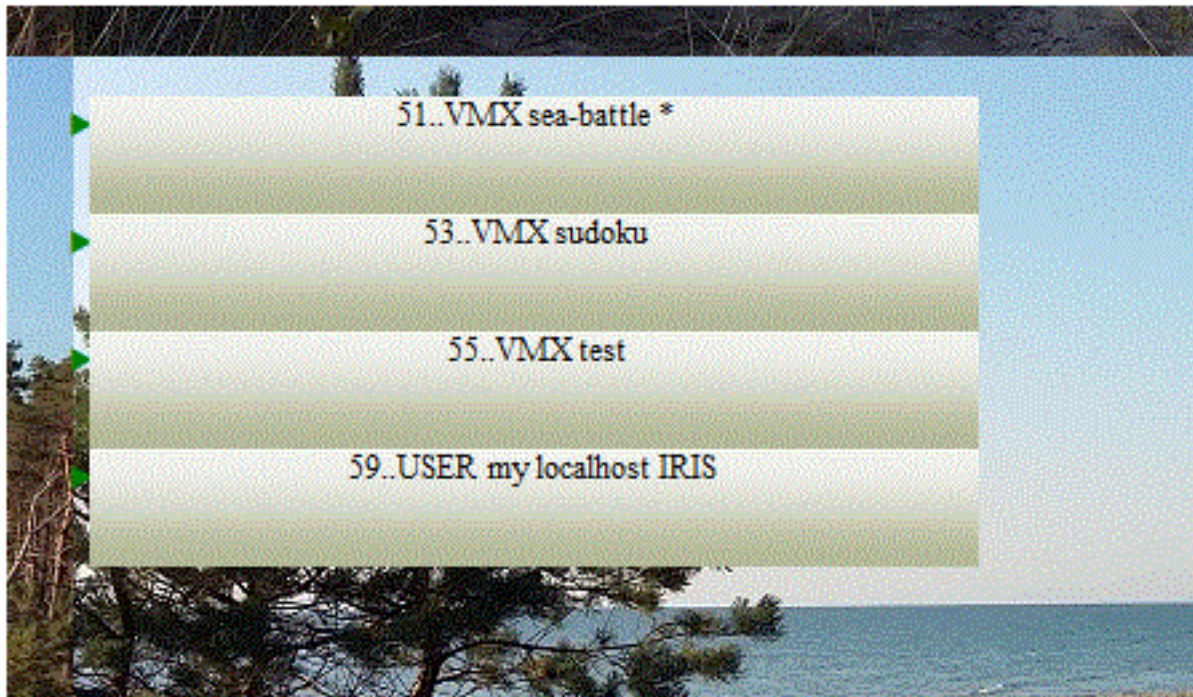 51..VMX sea-battle *
53..VMX sudoku
55..VMX test
59..USER my localhost IRIS